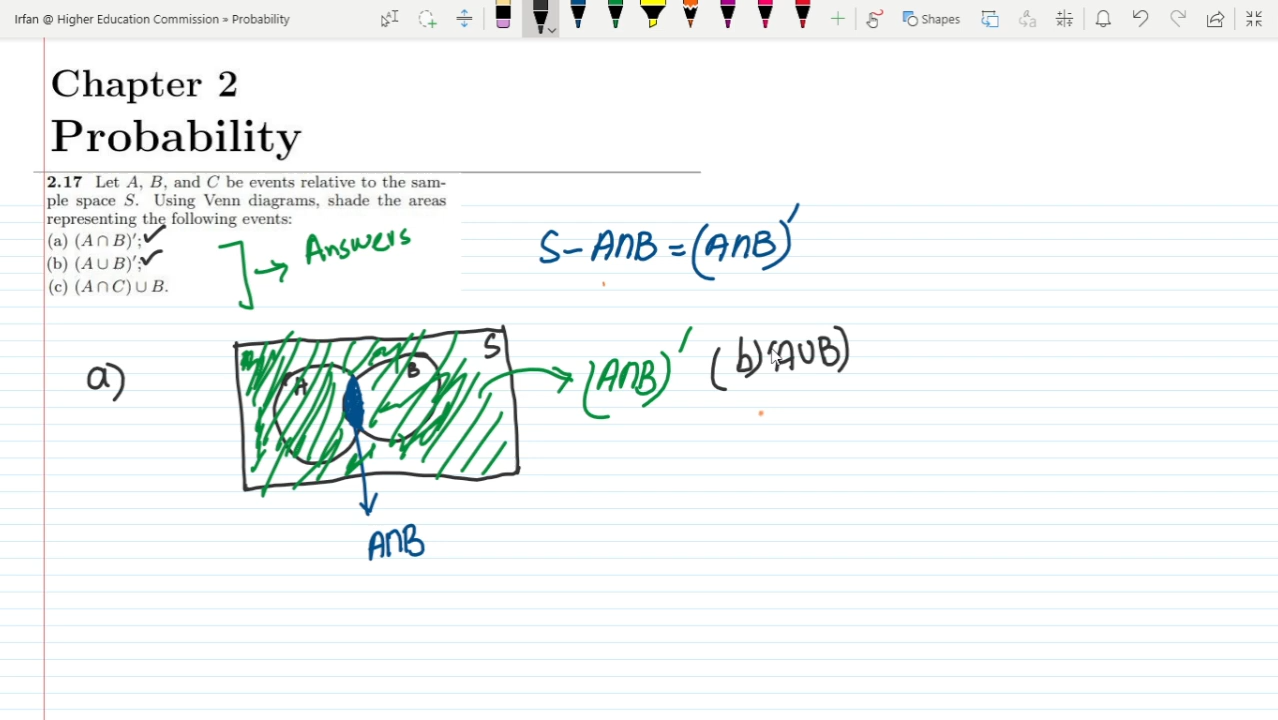 Irfan @ Higher Education Commission » Probability
Shapes
Chapter 2
Probability
2.17 Let A, B, and C be events relative to the sam-
ple space S. Using Venn diagrams, shade the areas
representing the following events:
(a) (A ∩ B)′;
(b) (A ∪ B)′;
(c) (A ∩ C) ∪ B.
Answers
S - A∩B = (A∩B)′
a)
A
B
S
(A∩B)′
(b) (A∪B)
A∩B